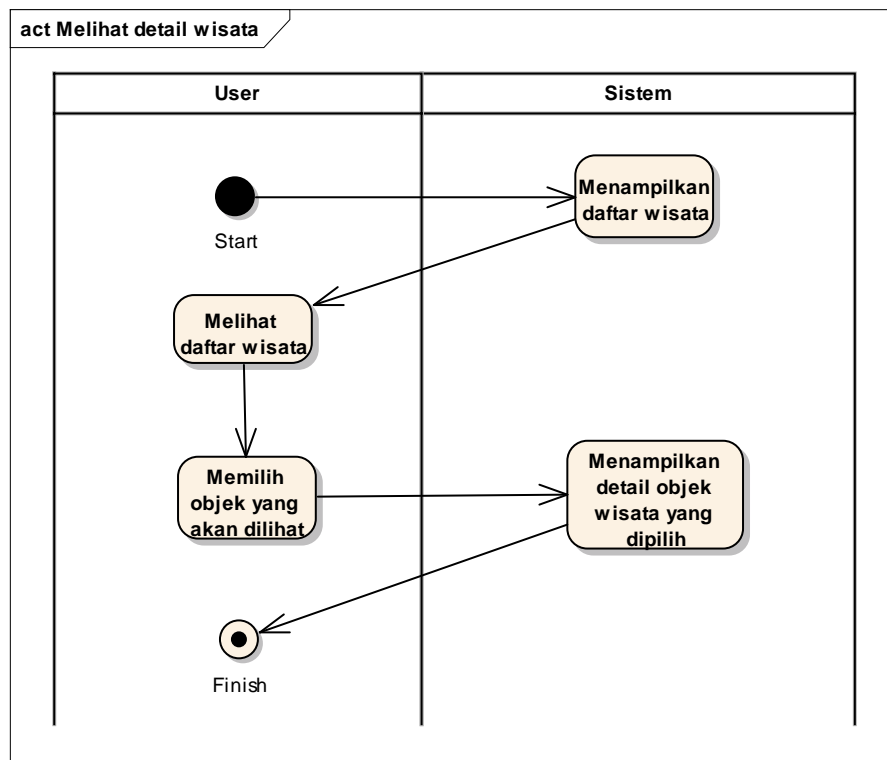 act Melihat detail wisata
User
Sistem
Menampilkan
daftar wisata
Start
Melihat
daftar wisata
Memilih
objek yang
akan dilihat
Menampilkan
detail objek
wisata yang
dipilih
Finish